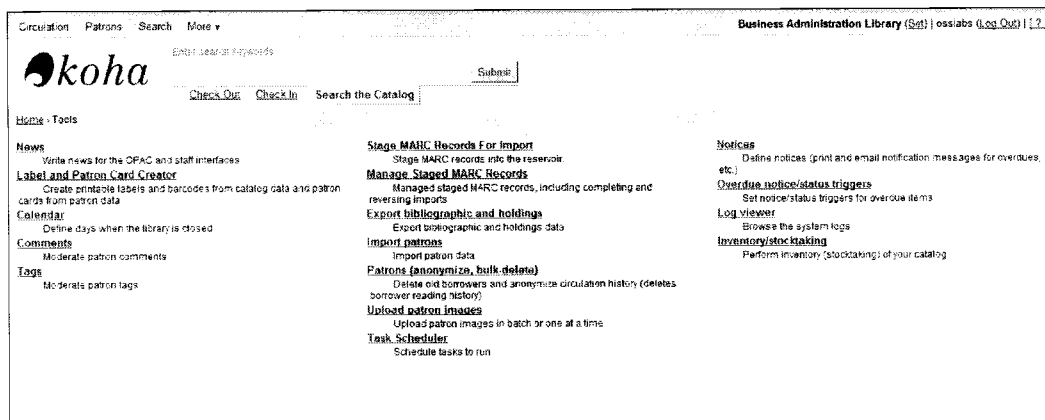 Circulation Patrons Search More ▾
Business Administration Library (Set) | osslabs (Log Out) | [ ?
Enter search keywords
koha
Submit
Check Out Check In Search the Catalog
Home › Tools
News
Write news for the OPAC and staff interfaces
Label and Patron Card Creator
Create printable labels and barcodes from catalog data and patron
cards from patron data
Calendar
Define days when the library is closed
Comments
Moderate patron comments
Tags
Moderate patron tags
Stage MARC Records For Import
Stage MARC records into the reservoir.
Manage Staged MARC Records
Managed staged MARC records, including completing and
reversing imports
Export bibliographic and holdings
Export bibliographic and holdings data
Import patrons
Import patron data
Patrons (anonymize, bulk-delete)
Delete old borrowers and anonymize circulation history (deletes
borrower reading history)
Upload patron images
Upload patron images in batch or one at a time
Task Scheduler
Schedule tasks to run
Notices
Define notices (print and email notification messages for overdues,
etc.)
Overdue notice/status triggers
Set notice/status triggers for overdue items
Log viewer
Browse the system logs
Inventory/stocktaking
Perform inventory (stocktaking) of your catalog